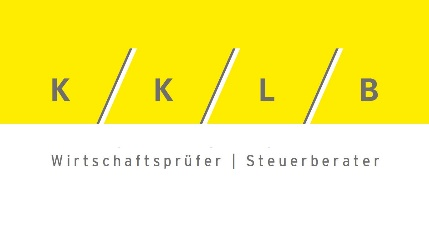 K / K / L / B
Wirtschaftsprüfer | Steuerberater